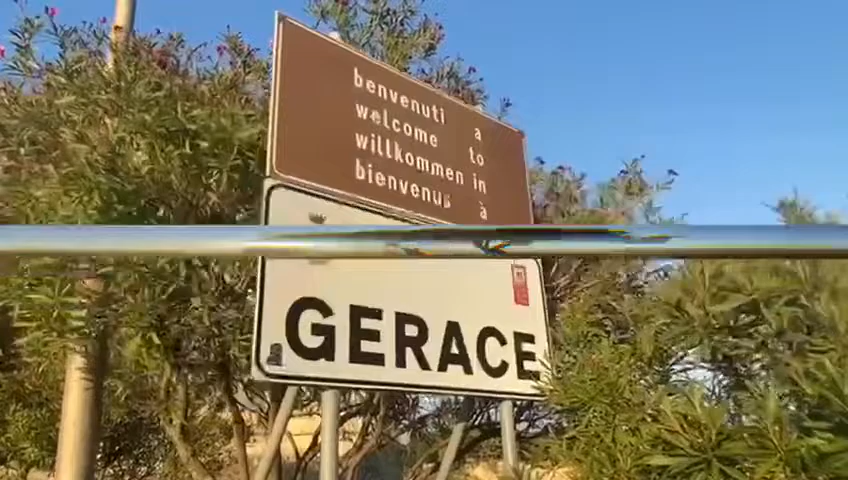 benvenuti a
welcome to
willkommen in
bienvenus à
GERACE